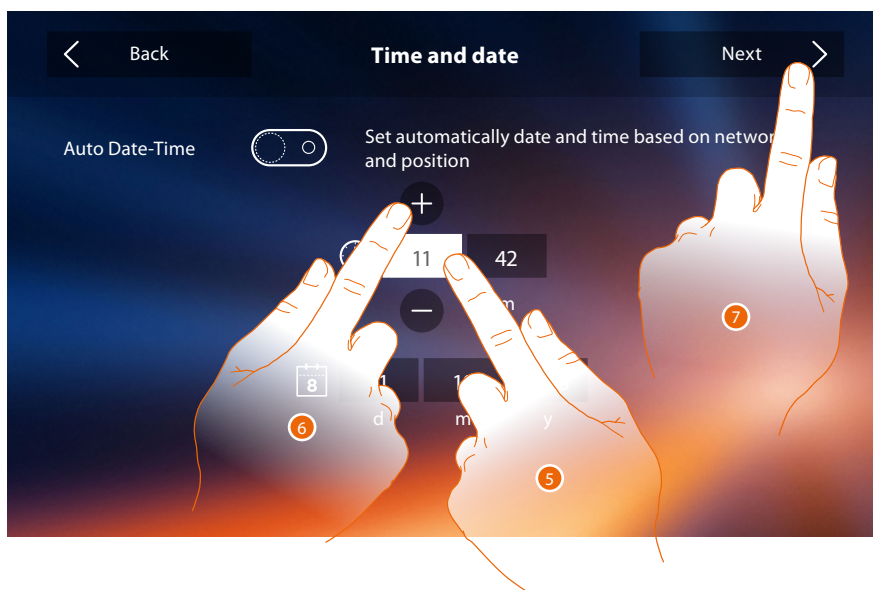 Back
Time and date
Next
Auto Date-Time
Set automatically date and time based on
and position
+
11
42
−
m
8
d
m
y
6
5
7